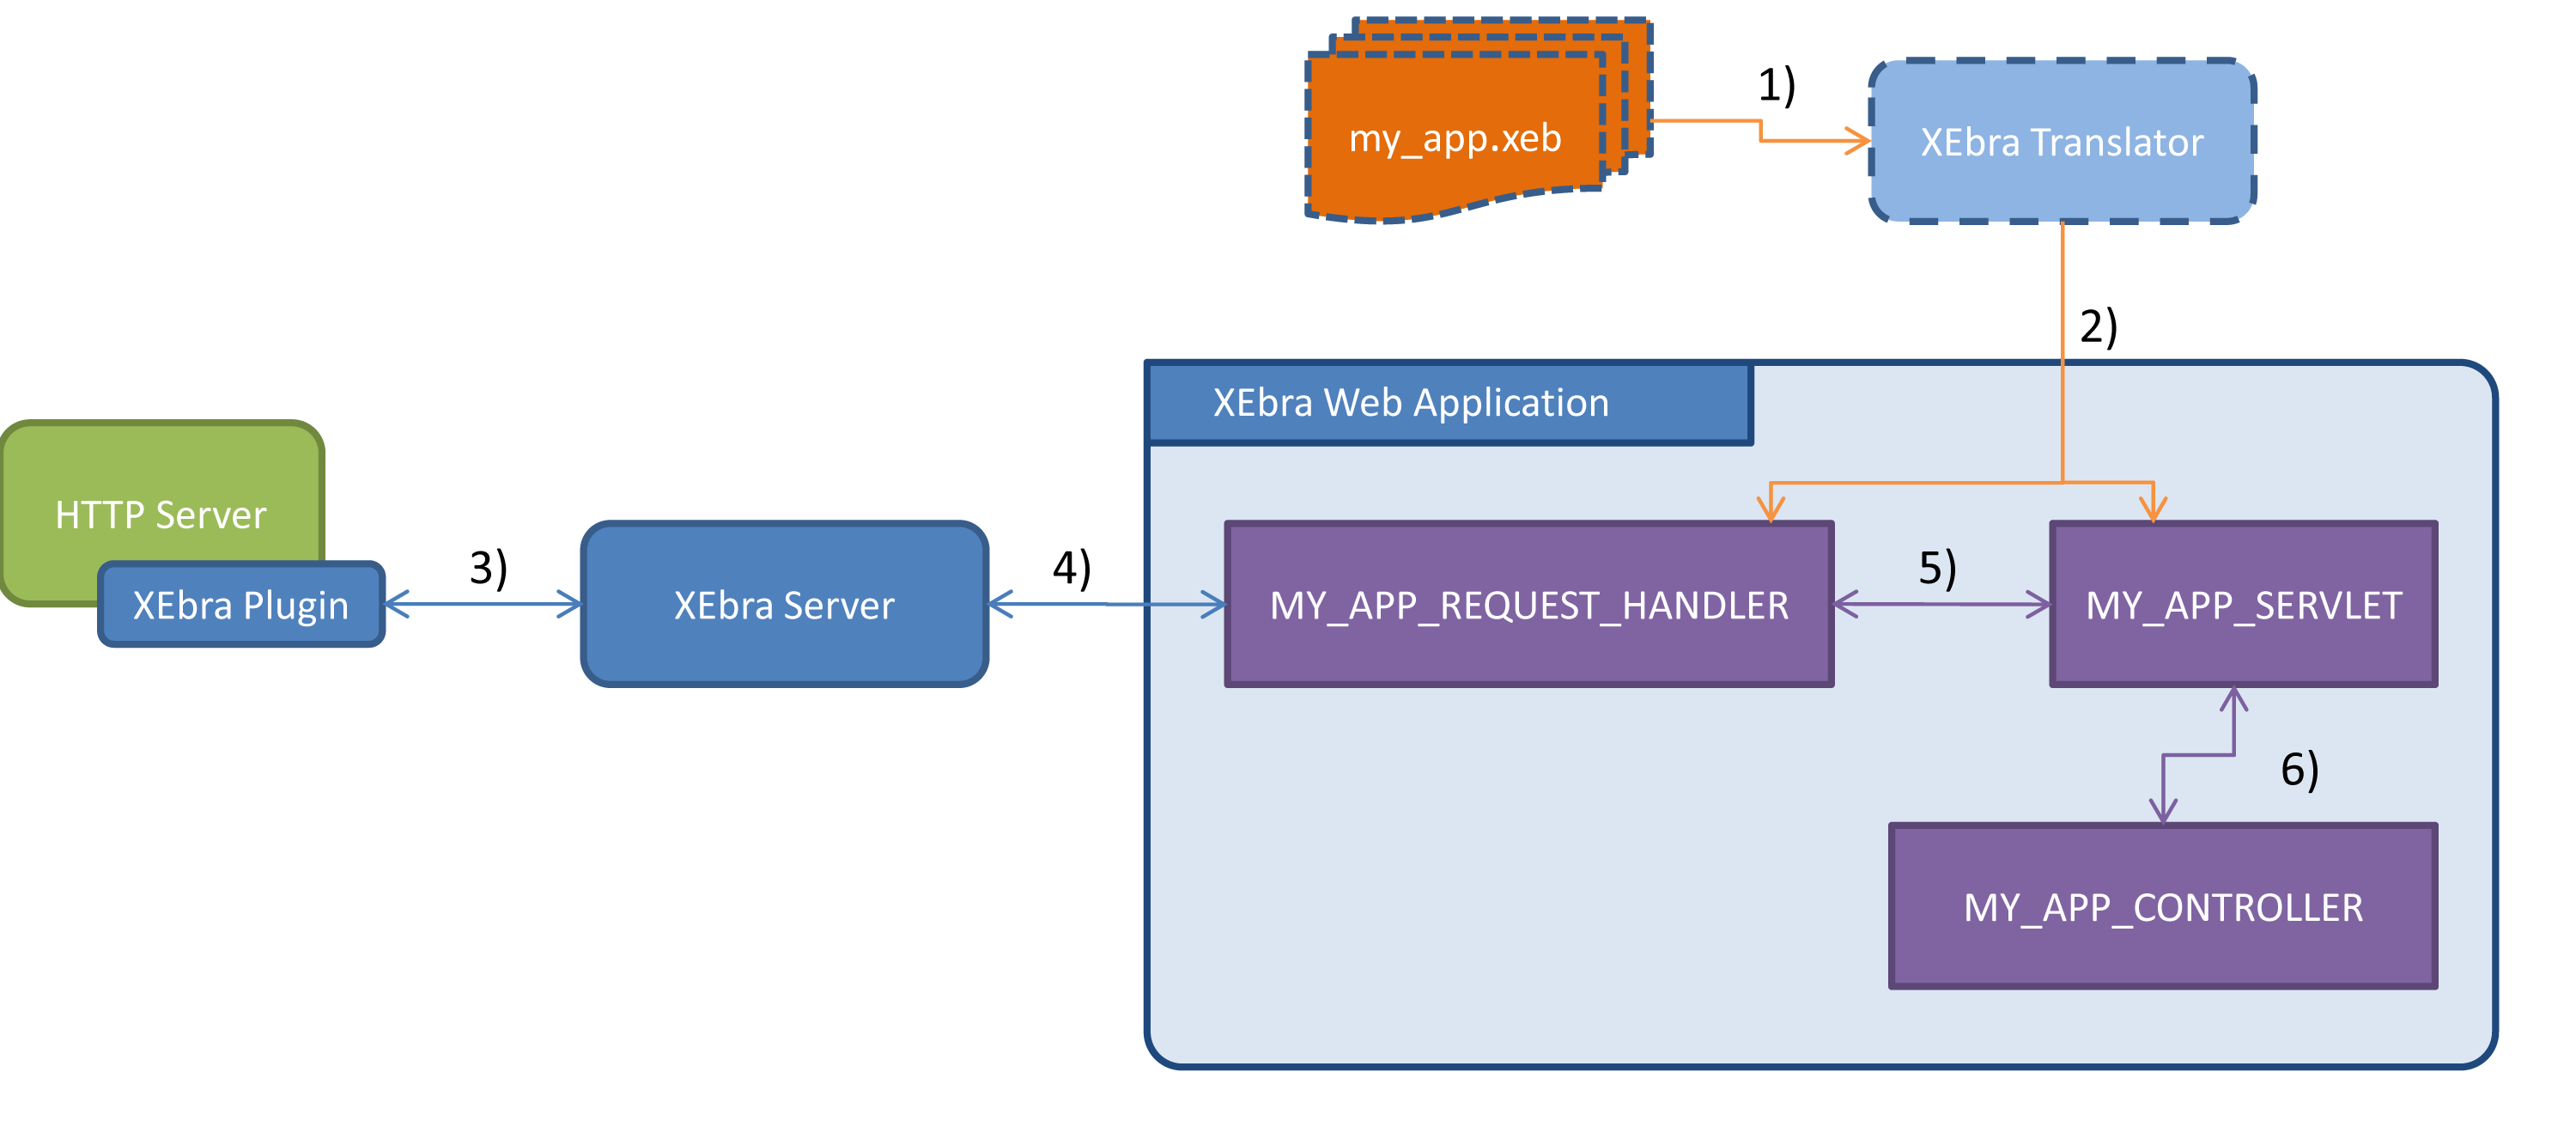 my_app.xeb
1)
XEbra Translator
2)
XEbra Web Application
HTTP Server
XEbra Plugin
3)
XEbra Server
4)
MY_APP_REQUEST_HANDLER
5)
MY_APP_SERVLET
6)
MY_APP_CONTROLLER